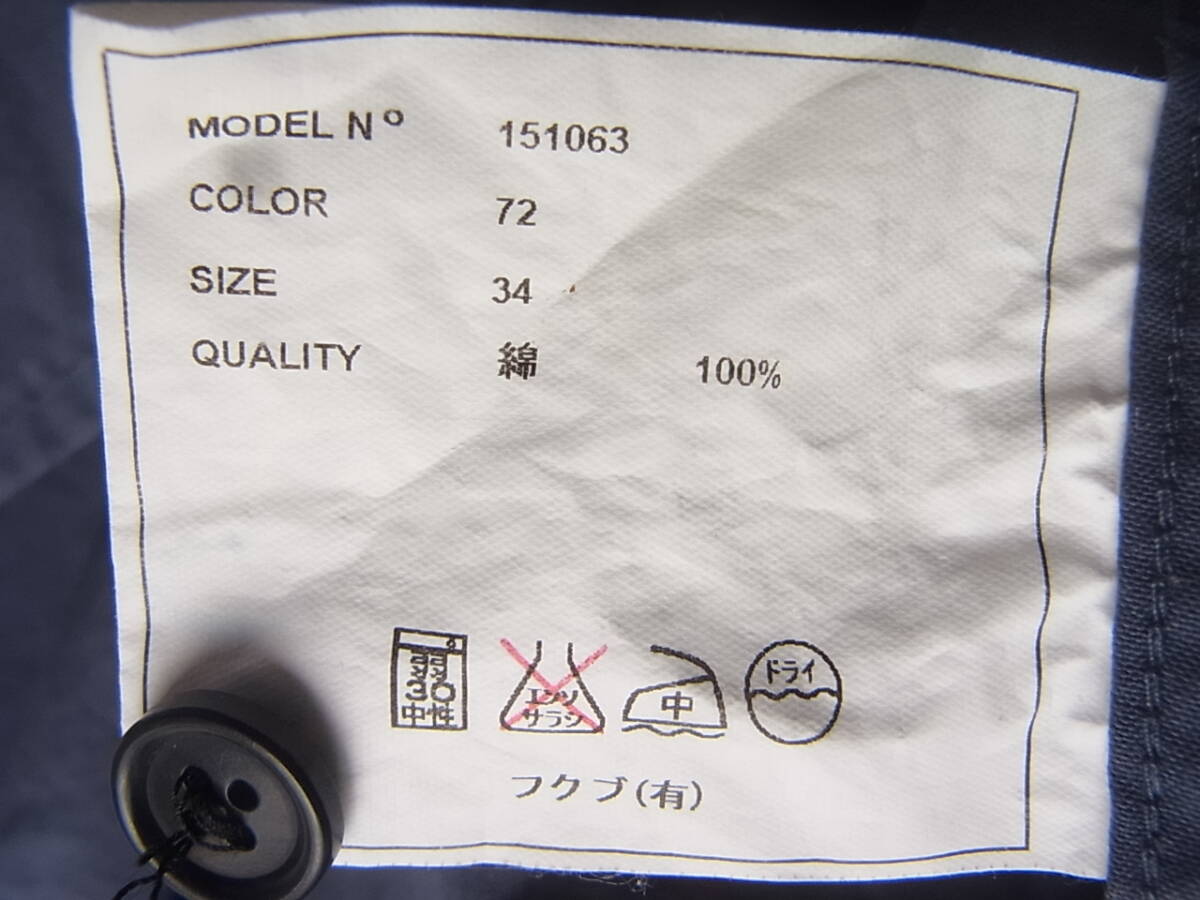 MODEL Nº 151063
COLOR 72
SIZE 34
QUALITY 綿 100%
弱 30
中性
エンソ
サラシ
中
ドライ
フクブ(有)